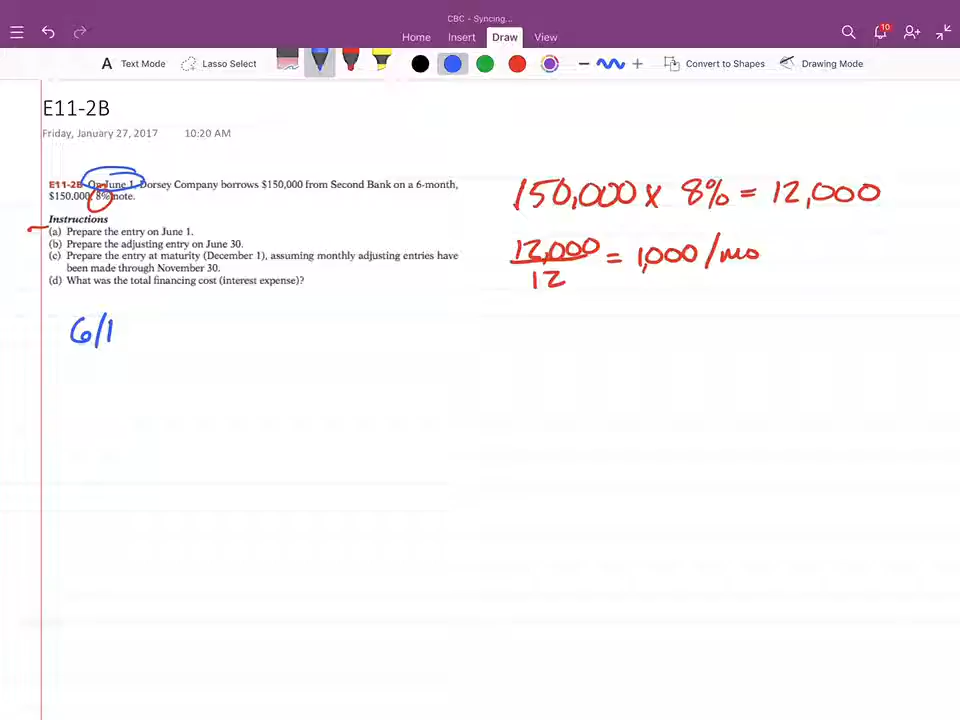 CBC - Syncing...
Home Insert Draw View
10
Text Mode Lasso Select Convert to Shapes Drawing Mode
E11-2B
Friday, January 27, 2017 10:20 AM
E11-2B On June 1, Dorsey Company borrows $150,000 from Second Bank on a 6-month,
$150,000, 8% note.
Instructions
(a) Prepare the entry on June 1.
(b) Prepare the adjusting entry on June 30.
(c) Prepare the entry at maturity (December 1), assuming monthly adjusting entries have
been made through November 30.
(d) What was the total financing cost (interest expense)?
150,000 x 8% = 12,000
12,000
12
= 1,000 /mo
6/1